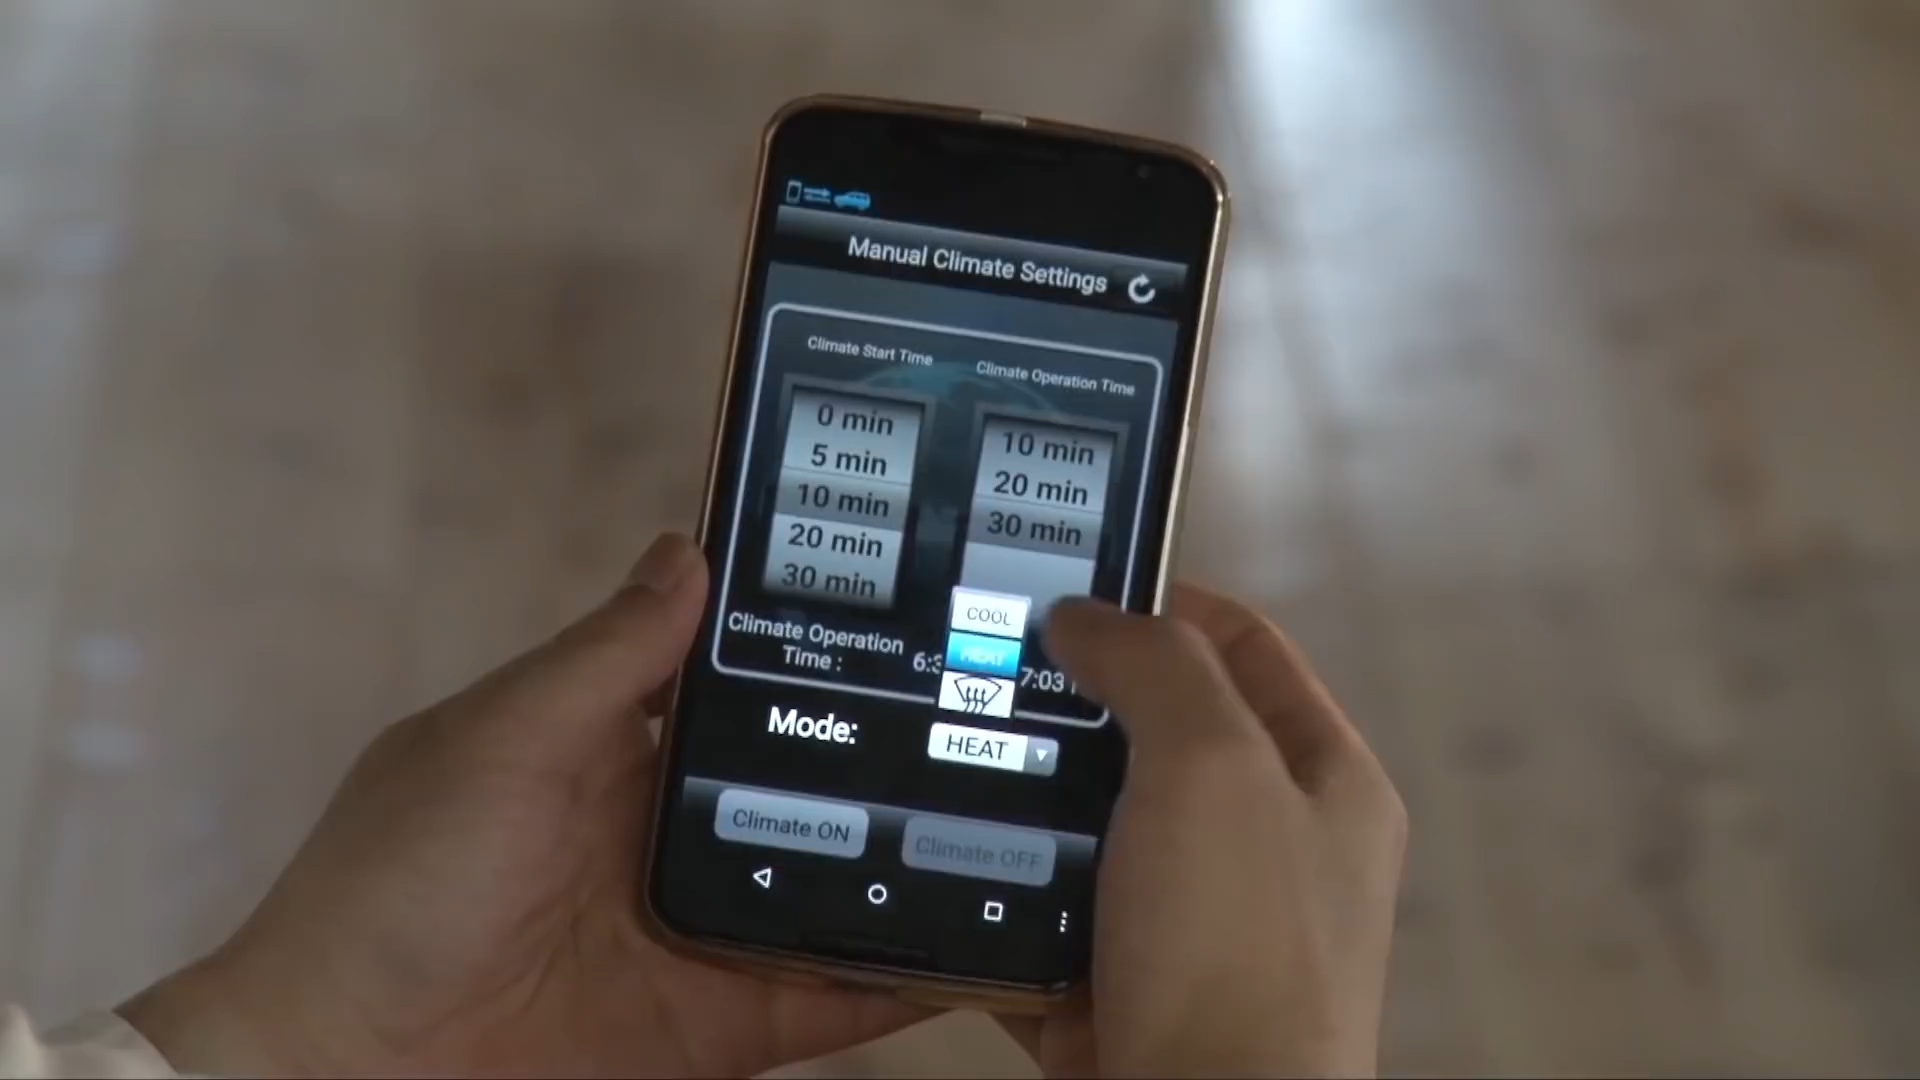 Manual Climate Settings
Climate Start Time
Climate Operation Time
0 min
5 min
10 min
20 min
30 min
10 min
20 min
30 min
COOL
HEAT
Climate Operation
Time :
7:03
Mode:
HEAT
Climate ON
Climate OFF